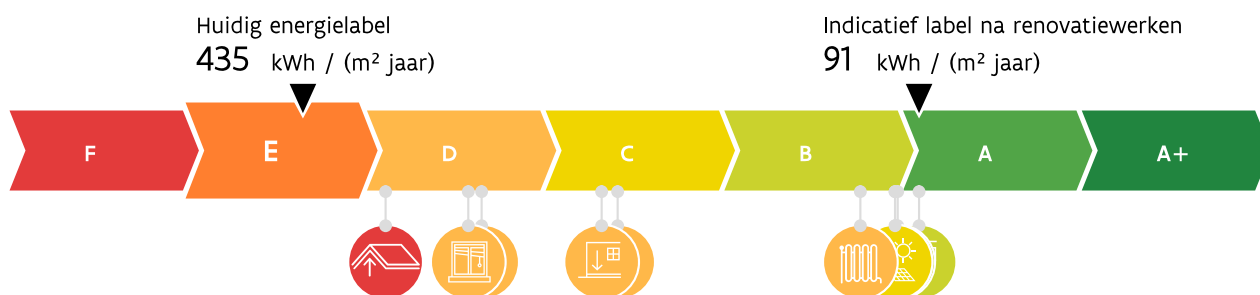 Huidig energielabel
435 kWh / (m² jaar)
Indicatief label na renovatiewerken
91 kWh / (m² jaar)
F E D C B A A+